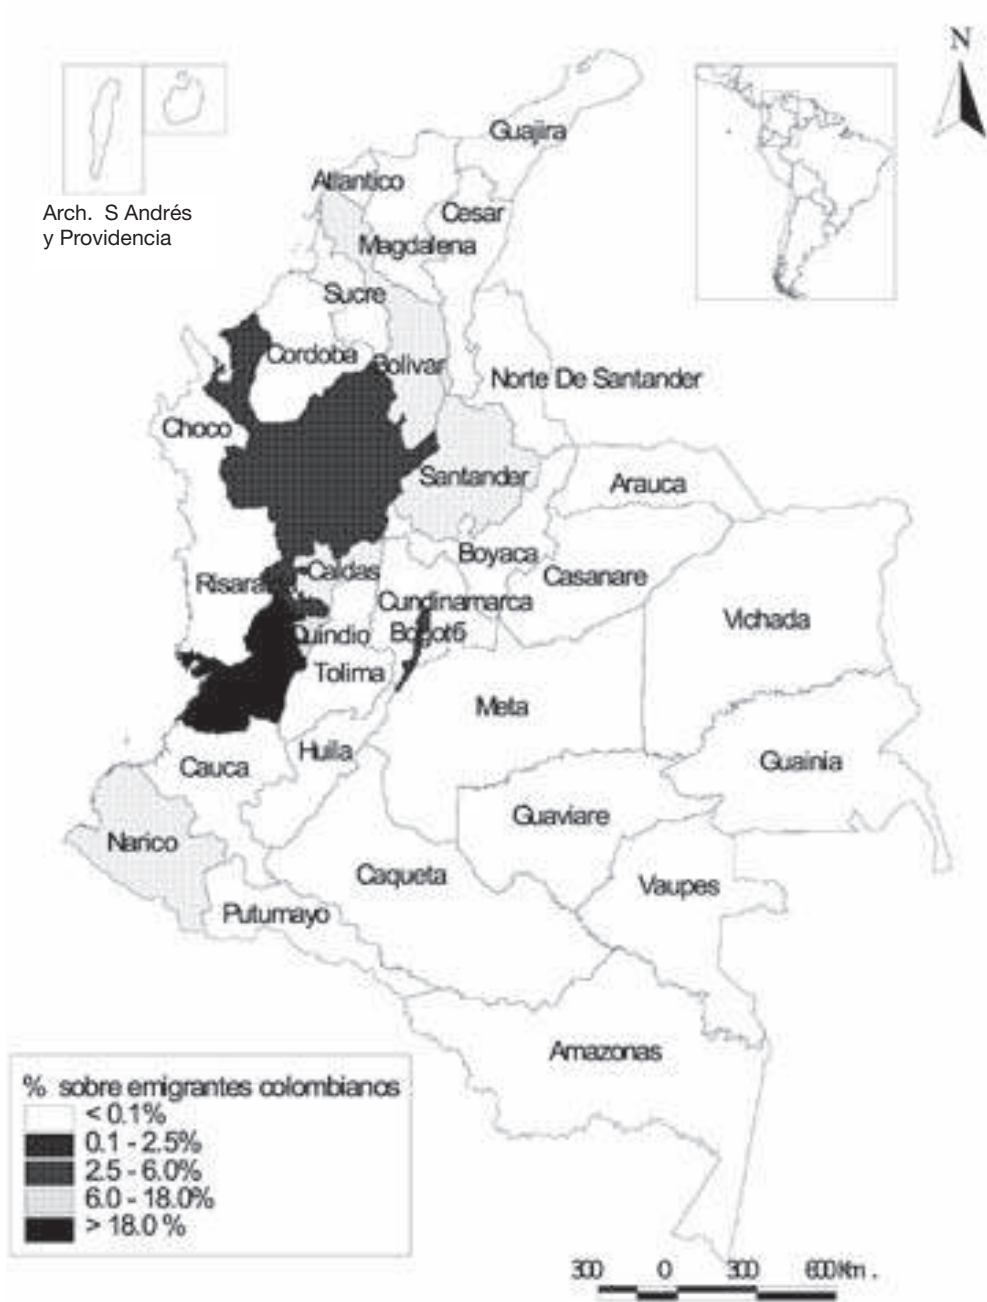 N
Guajira
Atlantico
Arch. S Andrés
y Providencia
Cesar
Magdalena
Sucre
Cordoba
Bolivar
Norte De Santander
Choco
Santander
Arauca
Boyaca
Caldas
Casanare
Cundinamarca
Vichada
Quindio
Bogotб
Tolima
Meta
Huila
Cauca
Guainia
Guaviare
Narico
Caqueta
Vaupes
Putumayo
Amazonas
% sobre emigrantes colombianos
< 0.1%
0.1 - 2.5%
2.5 - 6.0%
6.0 - 18.0%
> 18.0 %
300 0 300 600 Km .